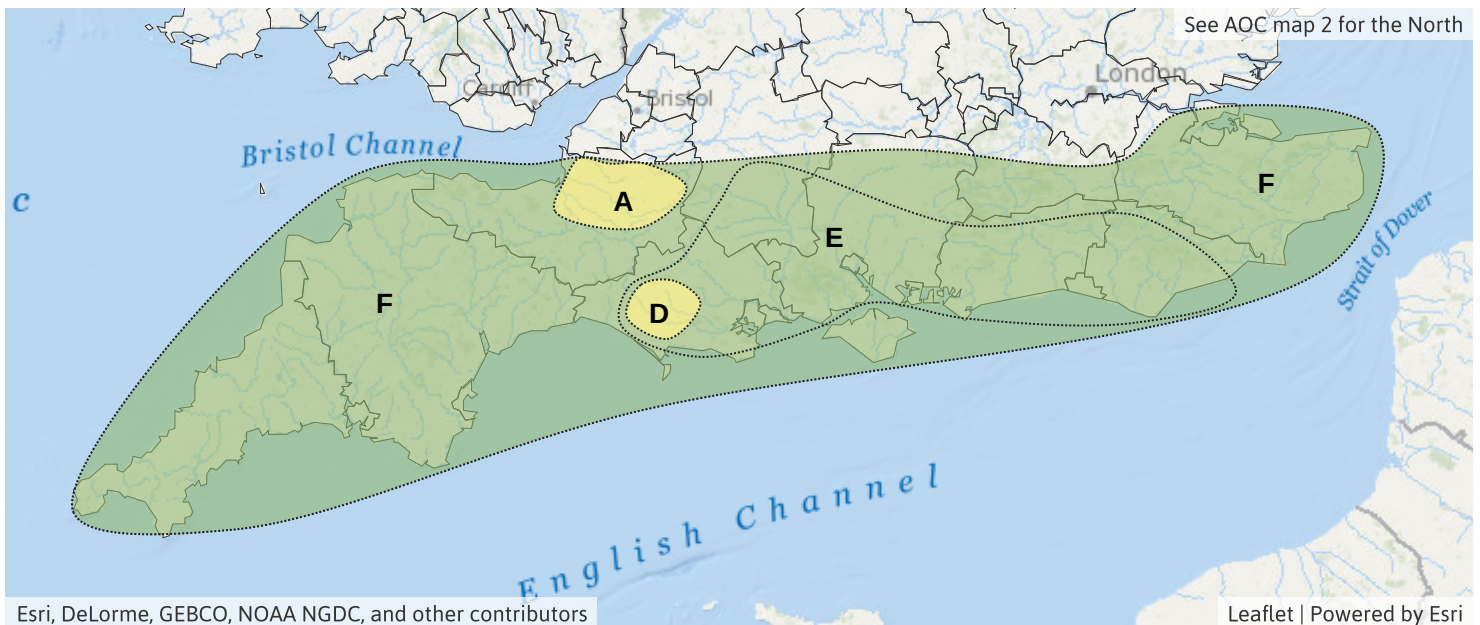 See AOC map 2 for the North
London
Cardiff
Bristol
Bristol Channel
A
F
c
Strait of Dover
E
F
D
English Channel
Esri, DeLorme, GEBCO, NOAA NGDC, and other contributors
Leaflet | Powered by Esri